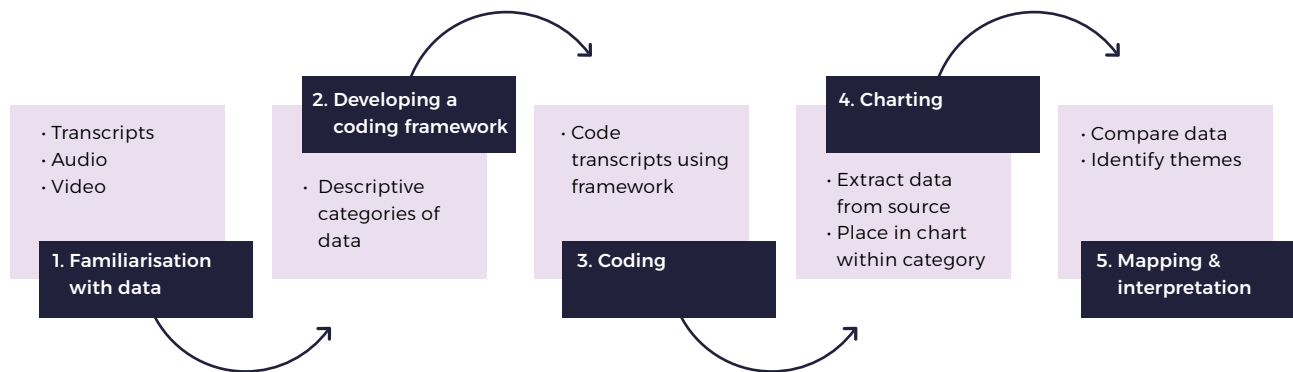 • Transcripts
• Audio
• Video
1. Familiarisation
with data
2. Developing a
coding framework
• Descriptive
categories of
data
• Code
transcripts using
framework
3. Coding
4. Charting
• Extract data
from source
• Place in chart
within category
• Compare data
• Identify themes
5. Mapping &
interpretation